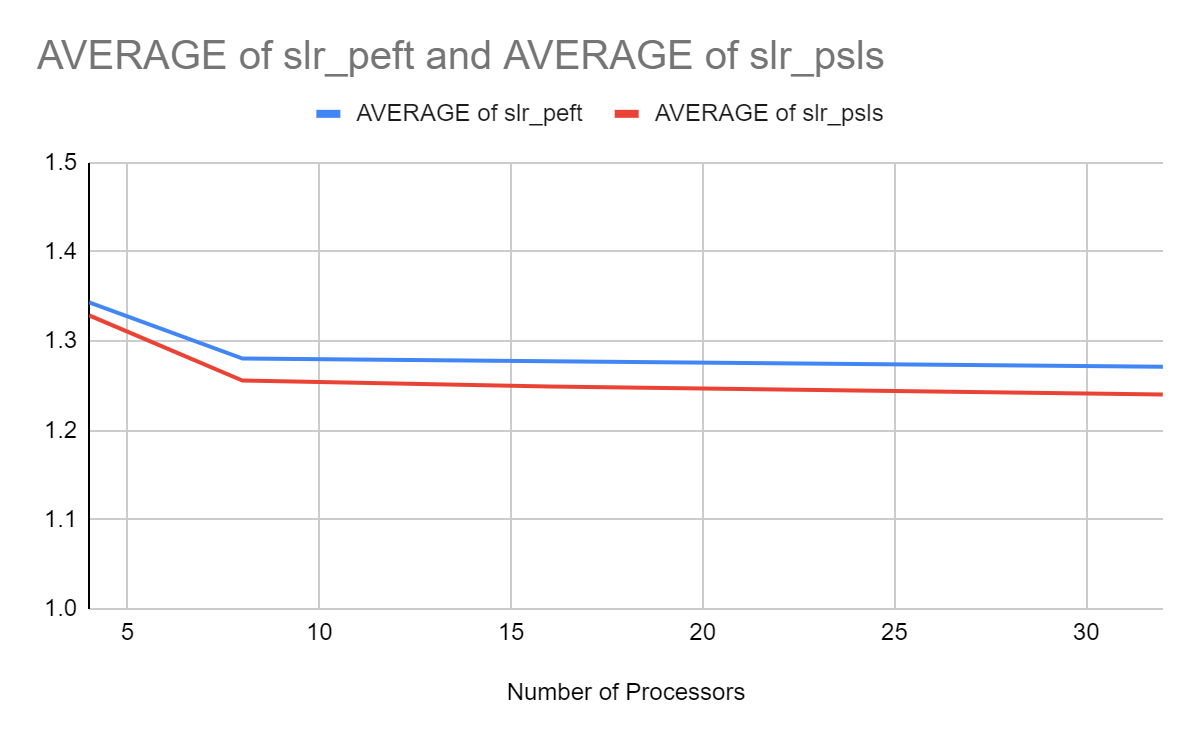 AVERAGE of slr_peft and AVERAGE of slr_psls
AVERAGE of slr_peft AVERAGE of slr_psls
1.5
1.4
1.3
1.2
1.1
1.0
5 10 15 20 25 30
Number of Processors